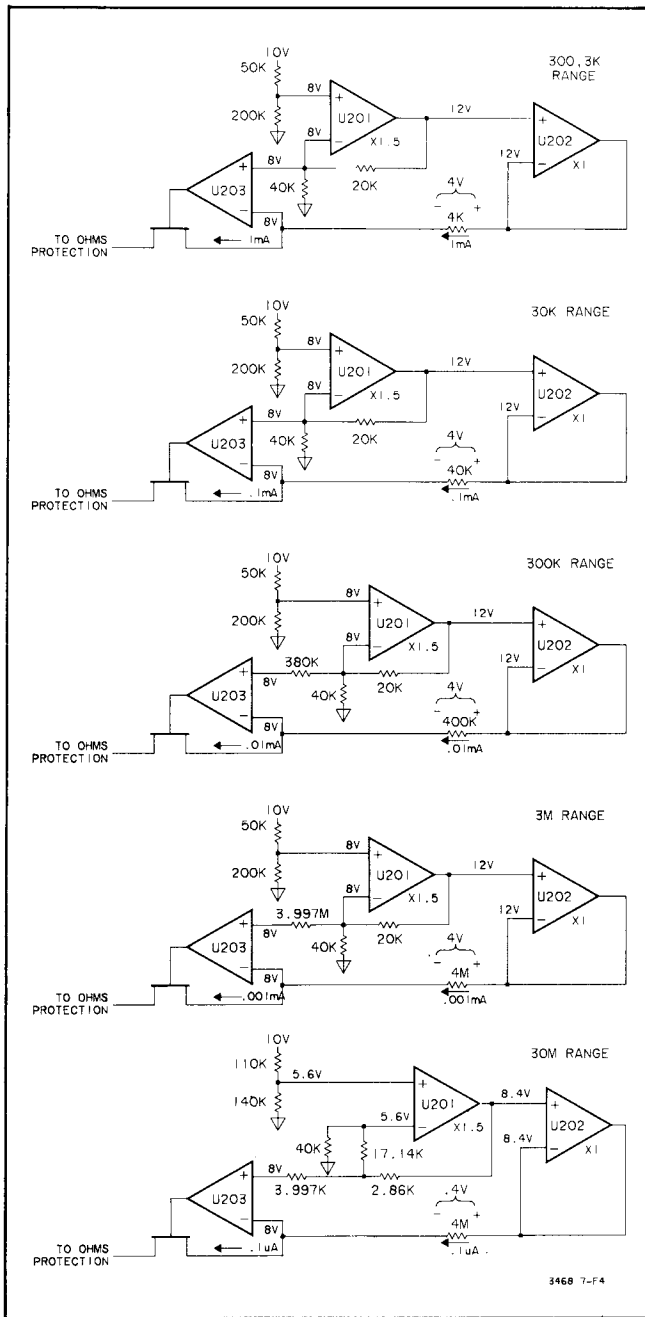 10V
300, 3K
RANGE
50K
8V
+
U201
12V
200K
8V
−
X1.5
+
U202
−
X1
8V
+
U203
−
40K
20K
4V
− +
4K
8V
1mA
1mA
TO OHMS
PROTECTION
10V
30K RANGE
50K
8V
+
U201
12V
200K
8V
−
X1.5
+
U202
12V
−
X1
8V
+
U203
−
40K
20K
4V
− +
40K
8V
.1mA
.1mA
TO OHMS
PROTECTION
10V
300K RANGE
50K
8V
+
U201
12V
200K
8V
−
X1.5
+
U202
12V
−
X1
380K
8V
+
U203
−
40K
20K
4V
− +
400K
8V
.01mA
.01mA
TO OHMS
PROTECTION
10V
3M RANGE
50K
8V
+
U201
12V
200K
8V
−
X1.5
+
U202
12V
−
X1
3.997M
8V
+
U203
−
40K
20K
4V
− +
4M
8V
.001mA
.001mA
TO OHMS
PROTECTION
10V
30M RANGE
110K
5.6V
+
U201
8.4V
140K
5.6V
−
X1.5
+
U202
8.4V
−
X1
40K
17.14K
8V
3.997K
2.86K
+
U203
−
.4V
− +
4M
8V
.1uA
.1uA
TO OHMS
PROTECTION
3468 7-F4